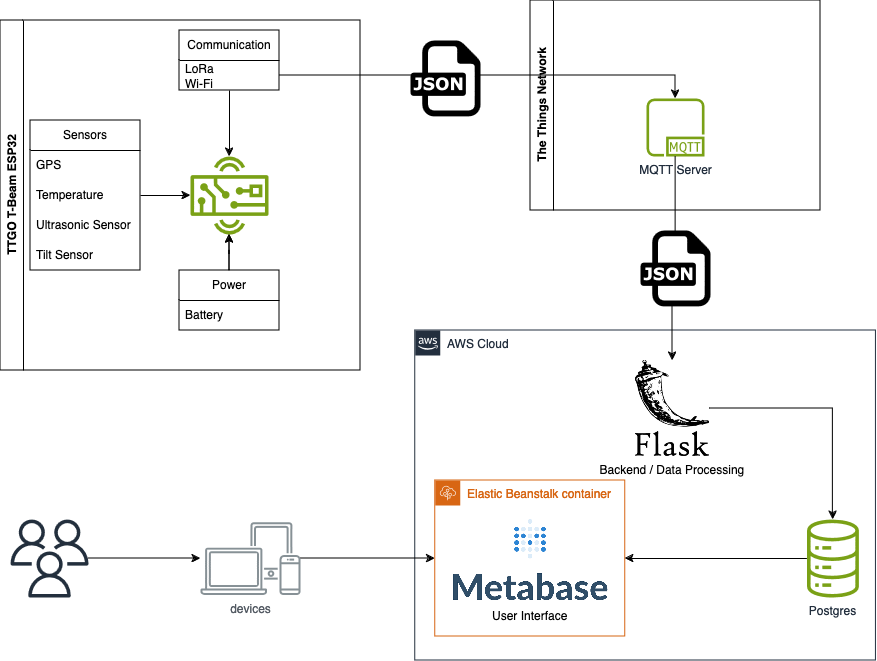 TTGO T-Beam ESP32
Communication
LoRa
Wi-Fi
Sensors
GPS
Temperature
Ultrasonic Sensor
Tilt Sensor
Power
Battery
JSON
The Things Network
MQTT
MQTT Server
JSON
aws
AWS Cloud
Flask
Backend / Data Processing
Elastic Beanstalk container
Metabase
User Interface
Postgres
devices